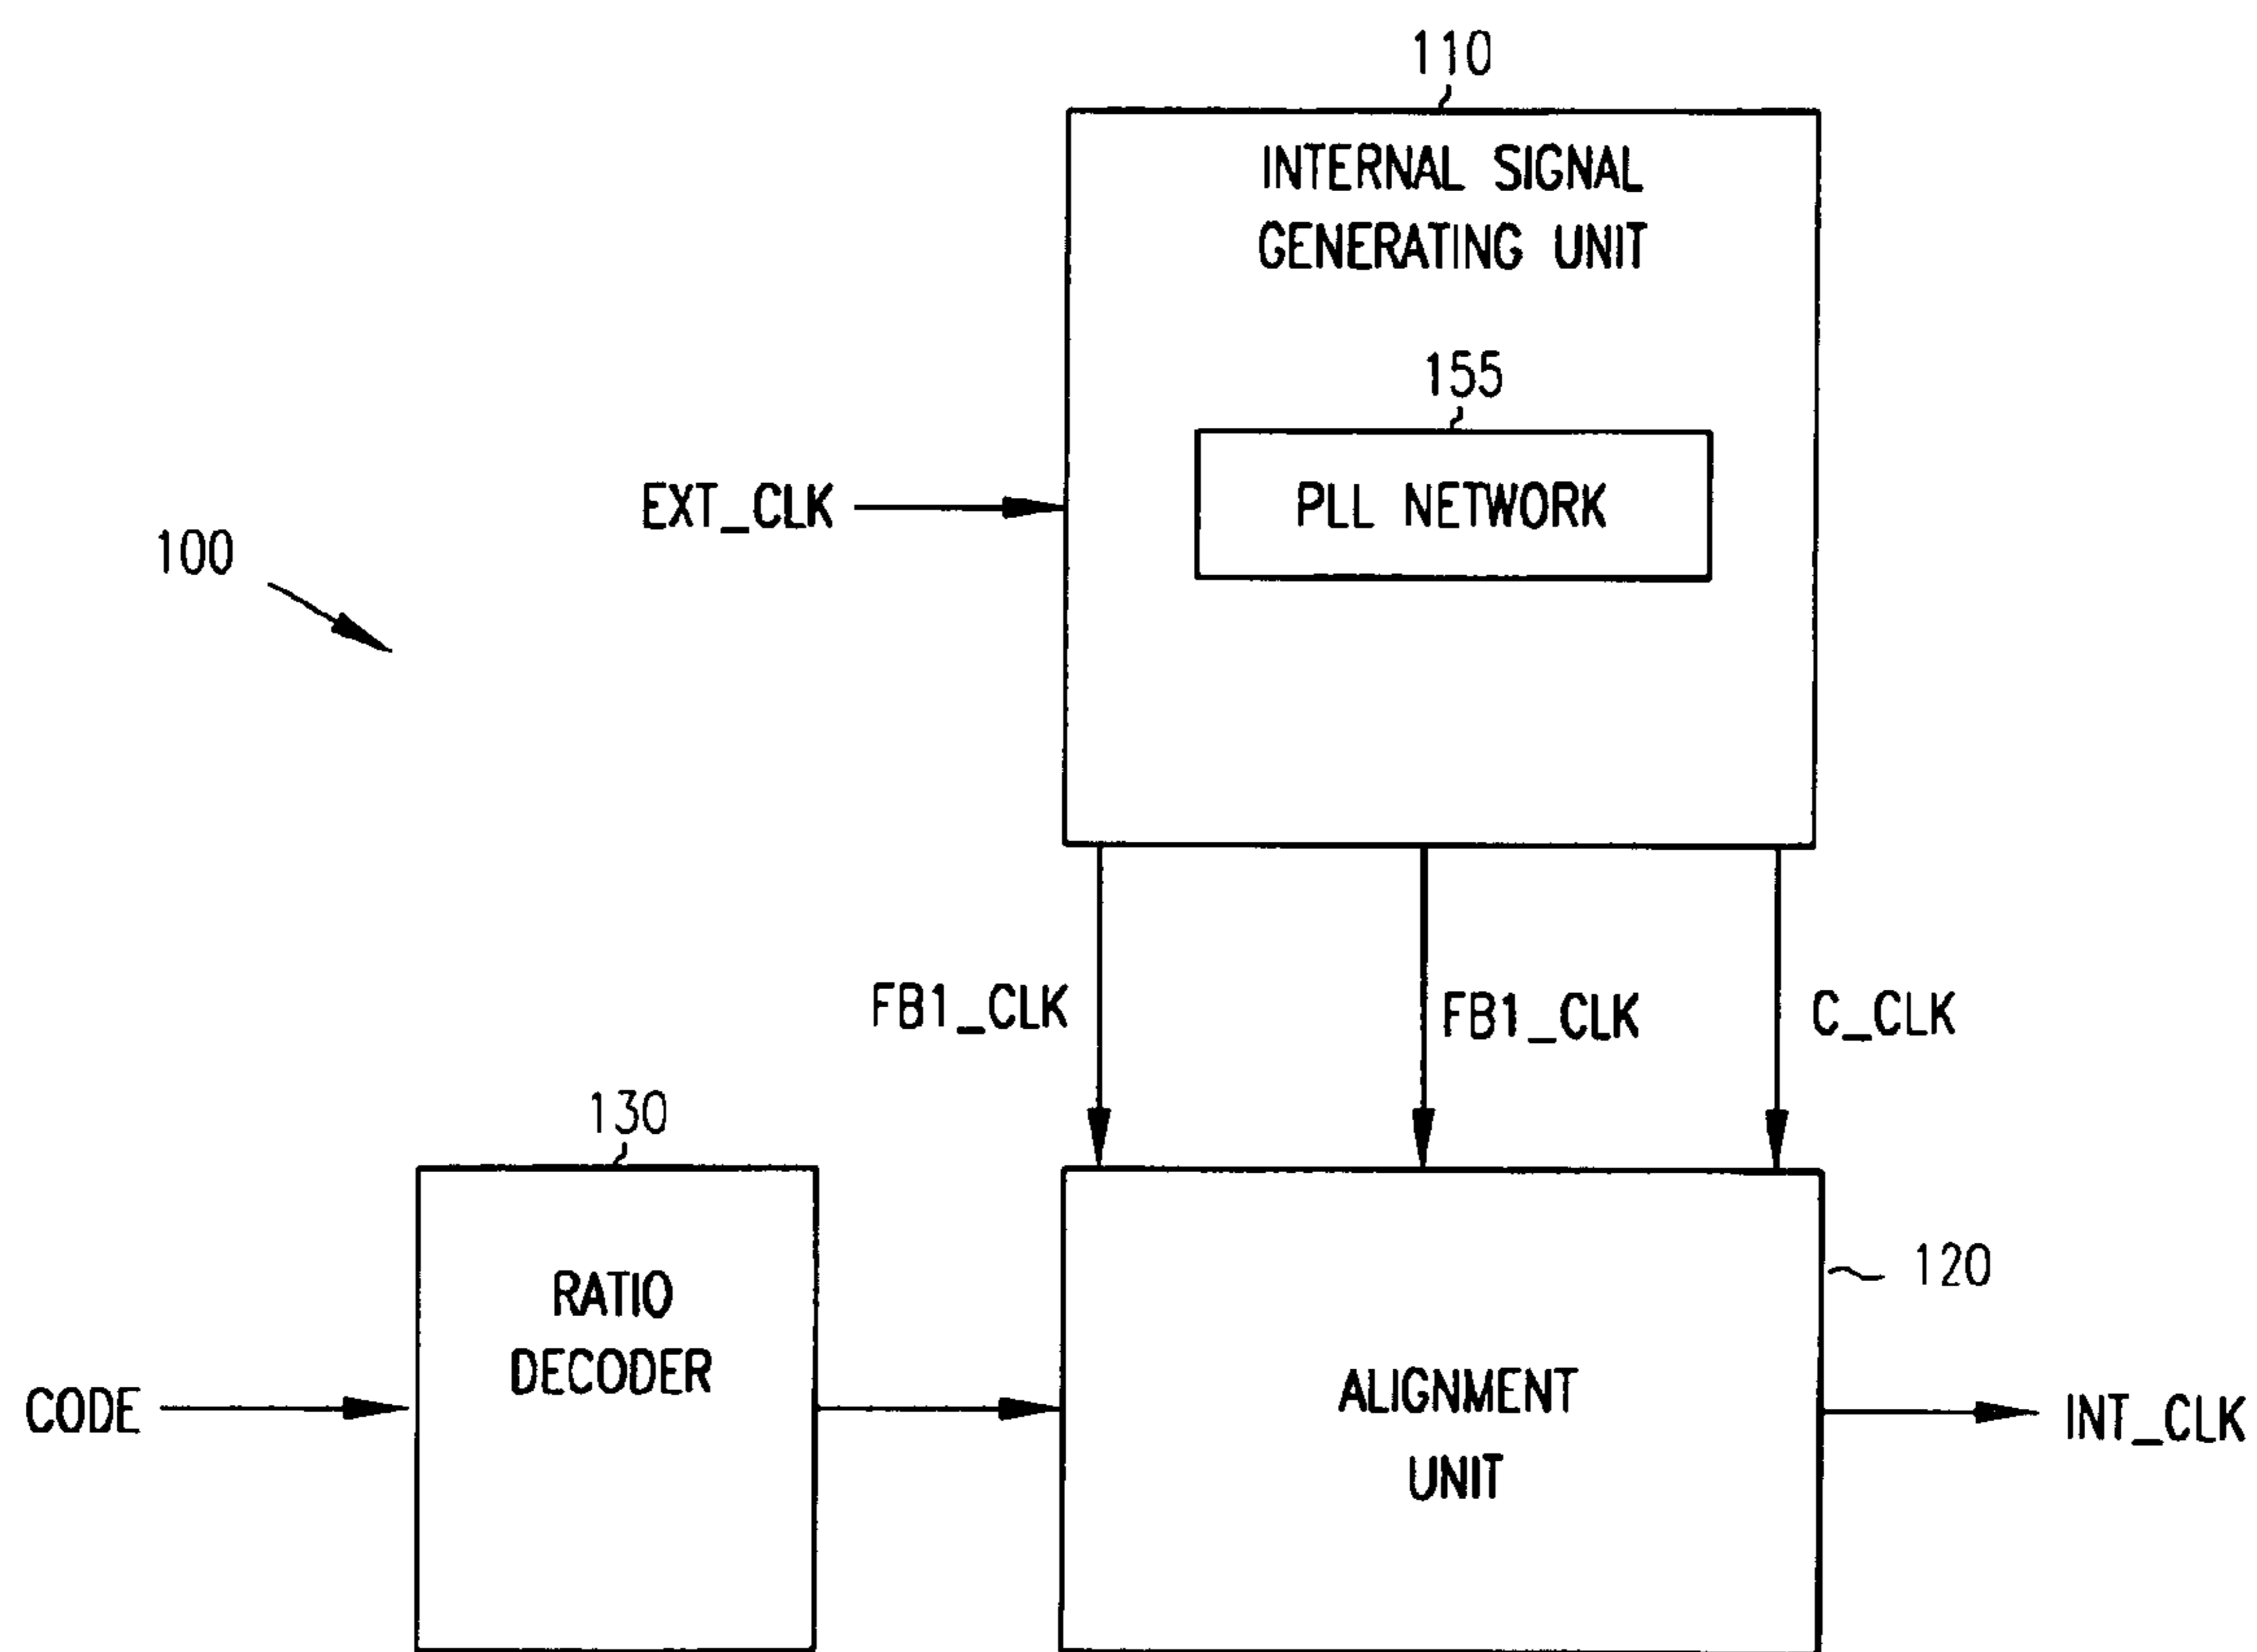 110
INTERNAL SIGNAL
GENERATING UNIT
155
PLL NETWORK
EXT_CLK
100
FB1_CLK
FB1_CLK
C_CLK
130
RATIO
DECODER
120
ALIGNMENT
UNIT
CODE
INT_CLK